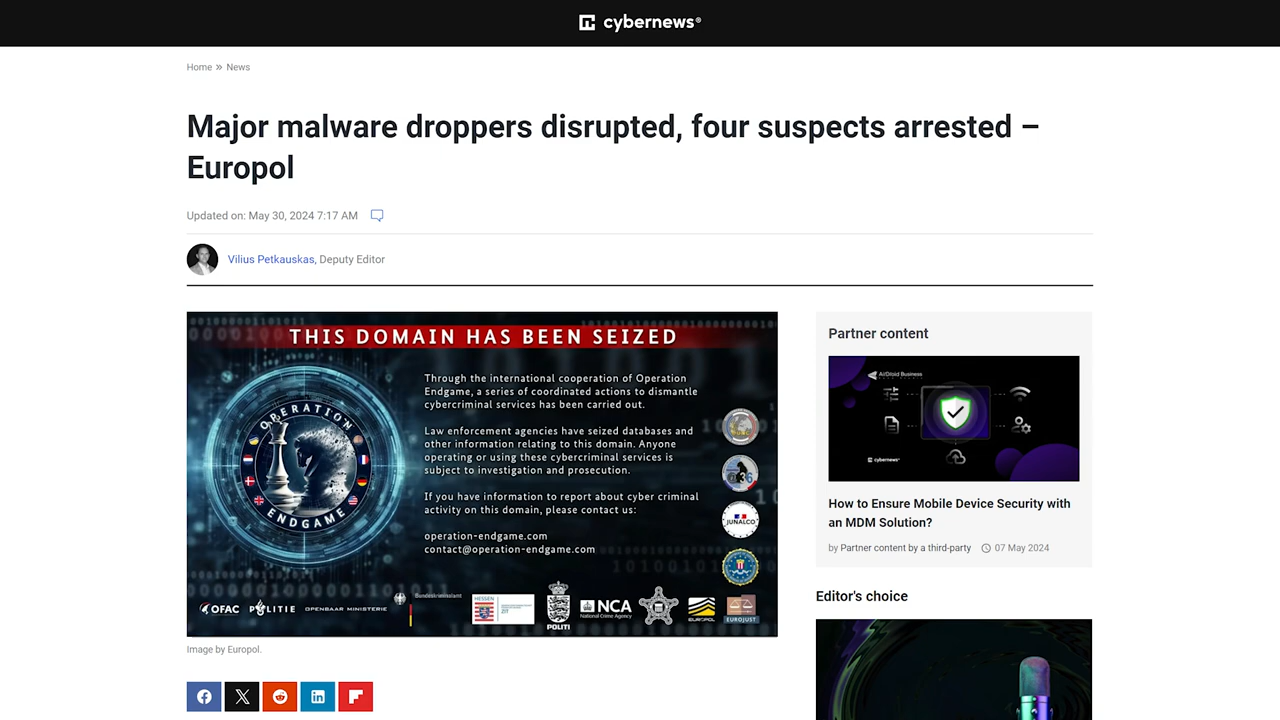 cybernews®
Home » News
Major malware droppers disrupted, four suspects arrested –
Europol
Updated on: May 30, 2024 7:17 AM
Vilius Petkauskas, Deputy Editor
THIS DOMAIN HAS BEEN SEIZED
Through the international cooperation of Operation
Endgame, a series of coordinated actions to dismantle
cybercriminal services has been carried out.
Law enforcement agencies have seized databases and
other information relating to this domain. Anyone
operating or using these cybercriminal services is
subject to investigation and prosecution.
If you have information to report about cyber criminal
activity on this domain, please contact us:
operation-endgame.com
contact@operation-endgame.com
OPERATION
ENDGAME
JUNALCO
OFAC
POLITIE
OPENBAAR MINISTERIE
Bundeskriminalamt
HESSEN
ZIT
POLITI
NCA
National Crime Agency
EUROPOL
EUROJUST
Image by Europol.
Partner content
AirDroid Business
cybernews®
How to Ensure Mobile Device Security with
an MDM Solution?
by Partner content by a third-party 07 May 2024
Editor's choice